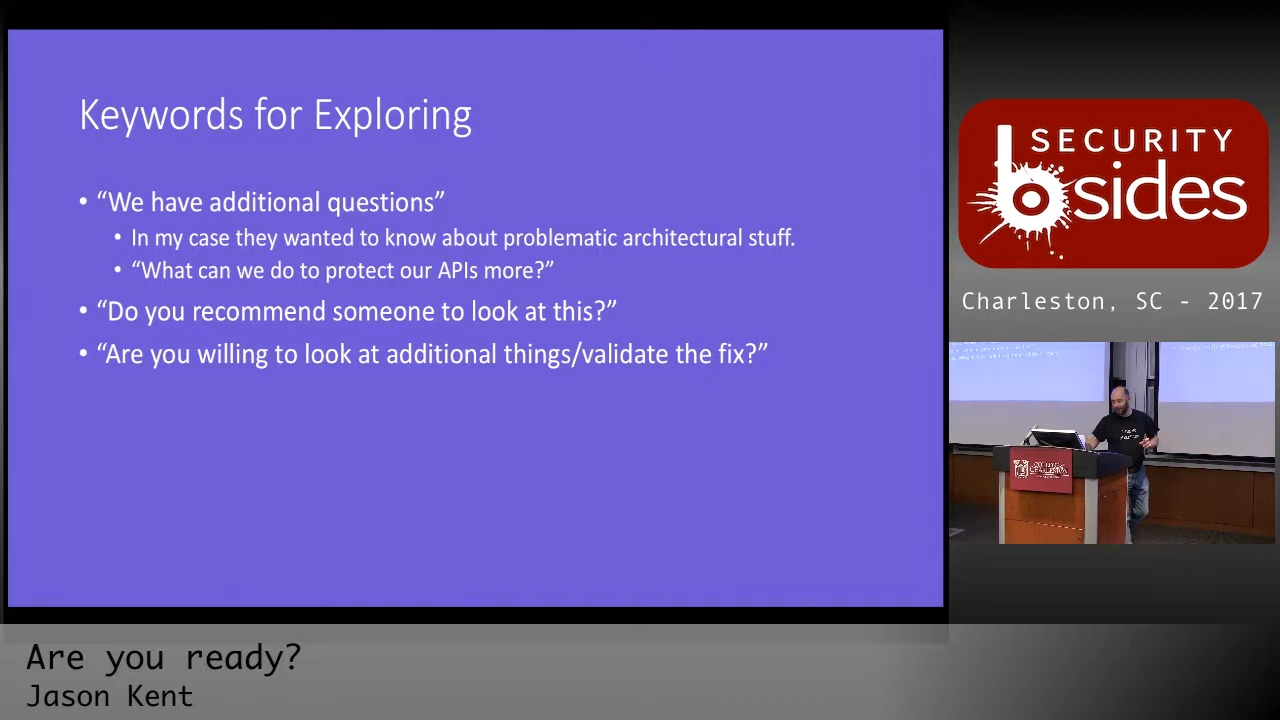 Keywords for Exploring
• “We have additional questions”
• In my case they wanted to know about problematic architectural stuff.
• “What can we do to protect our APIs more?”
• “Do you recommend someone to look at this?”
• “Are you willing to look at additional things/validate the fix?”
SECURITY
bsides
Charleston, SC - 2017
Are you ready?
Jason Kent